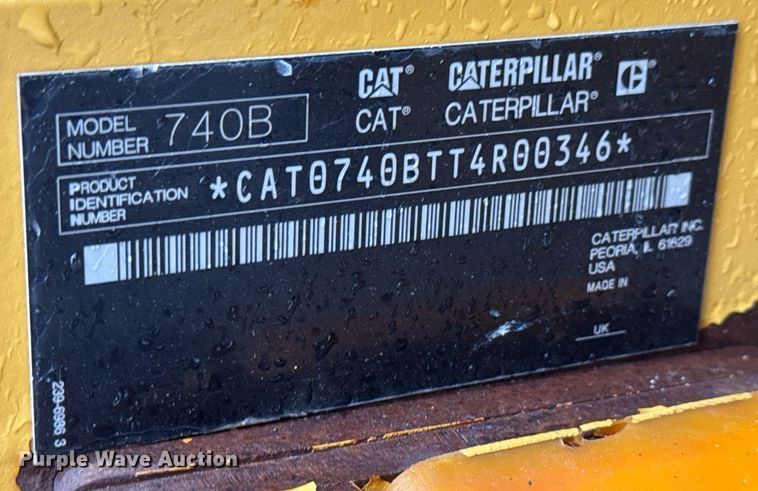 CAT CATERPILLAR
CAT® CATERPILLAR®
MODEL NUMBER 740B
PRODUCT IDENTIFICATION NUMBER *CAT0740BTT4R00346*
CATERPILLAR INC.
PEORIA, IL 61629
USA
MADE IN
UK
239-6986 3
Purple Wave Auction